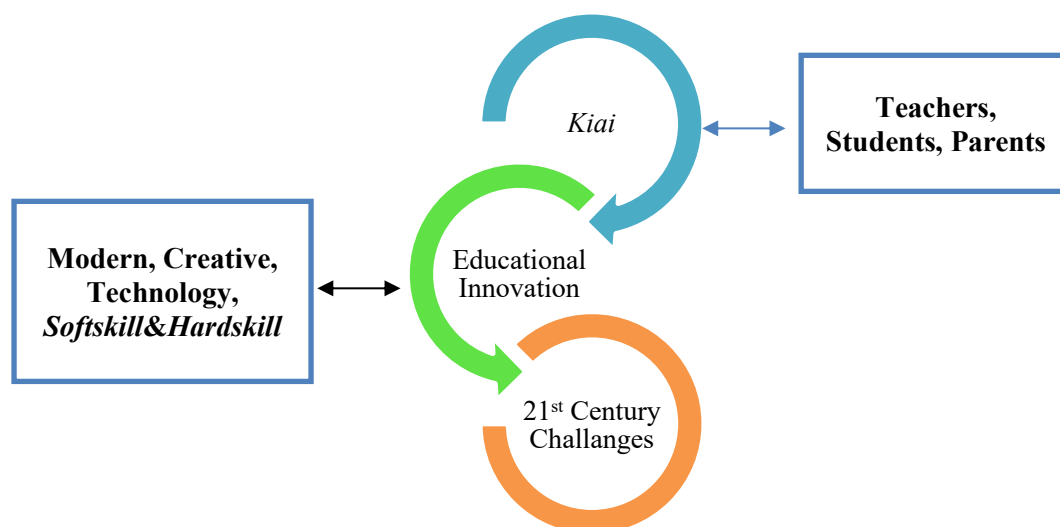 Kiai
Teachers,
Students, Parents
Educational
Innovation
Modern, Creative,
Technology,
Softskill&Hardskill
21st Century
Challanges